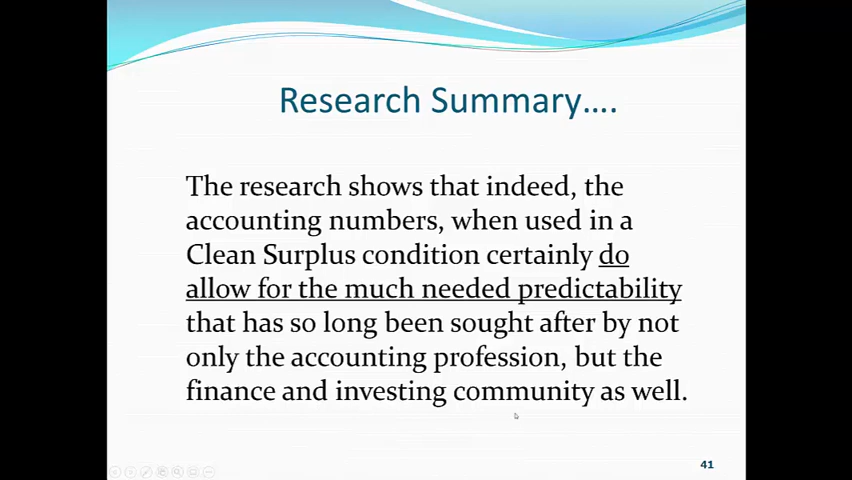 Research Summary....
The research shows that indeed, the
accounting numbers, when used in a
Clean Surplus condition certainly do
allow for the much needed predictability
that has so long been sought after by not
only the accounting profession, but the
finance and investing community as well.
41